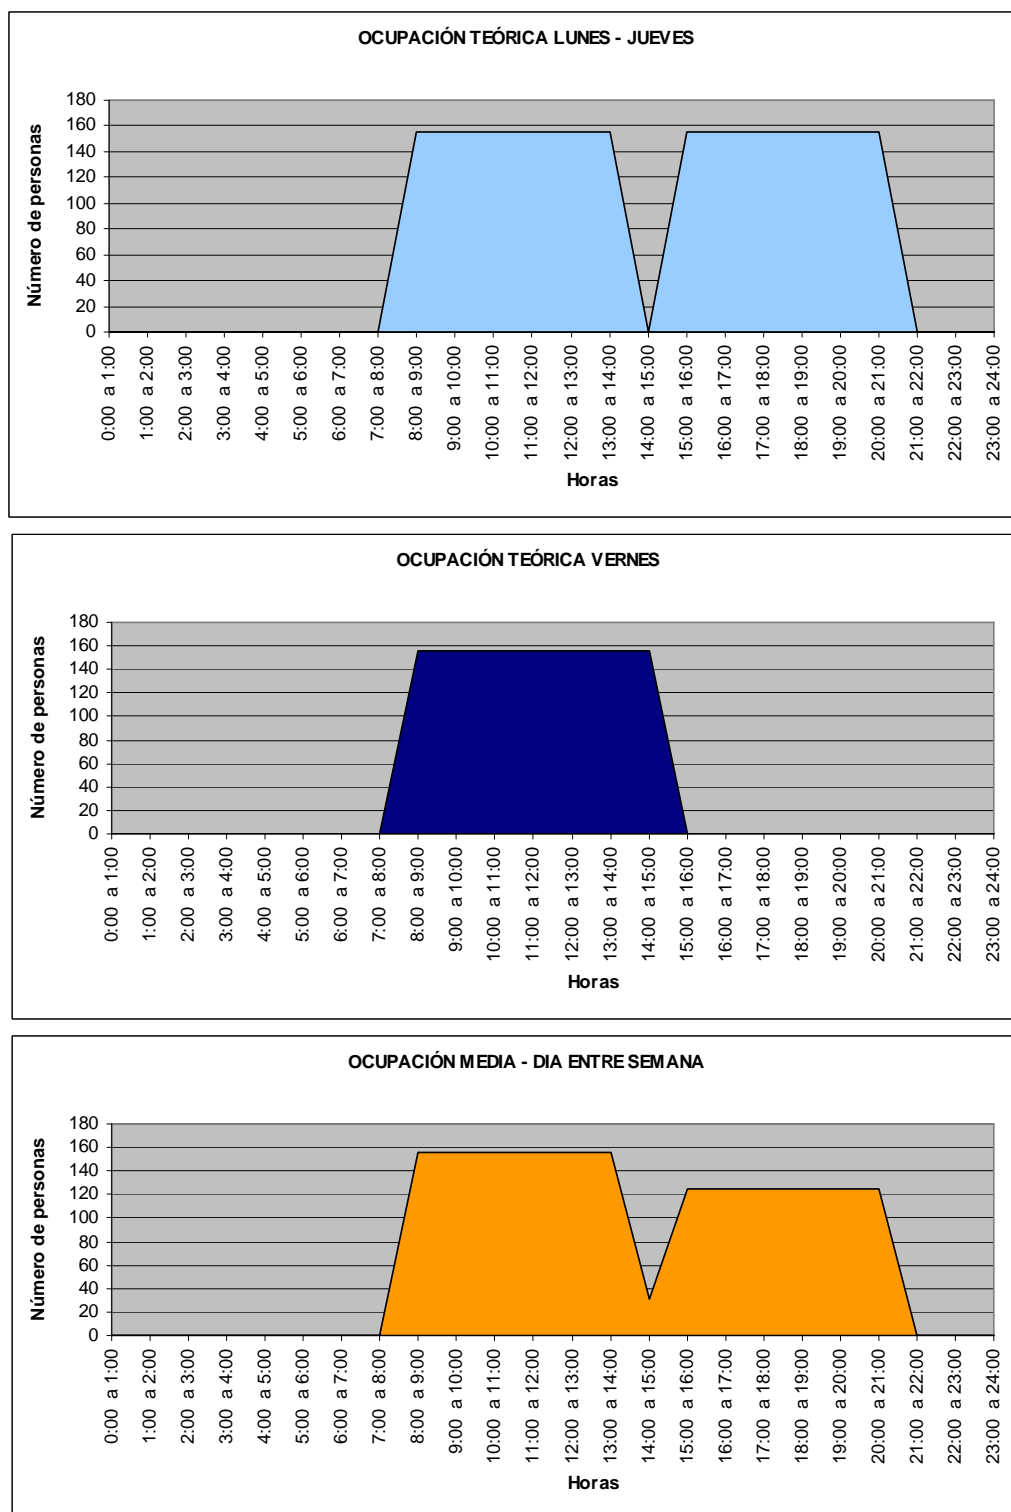 OCUPACIÓN TEÓRICA LUNES - JUEVES
Número de personas
180
160
140
120
100
80
60
40
20
0
0:00 a 1:00
1:00 a 2:00
2:00 a 3:00
3:00 a 4:00
4:00 a 5:00
5:00 a 6:00
6:00 a 7:00
7:00 a 8:00
8:00 a 9:00
9:00 a 10:00
10:00 a 11:00
11:00 a 12:00
12:00 a 13:00
13:00 a 14:00
14:00 a 15:00
15:00 a 16:00
16:00 a 17:00
17:00 a 18:00
18:00 a 19:00
19:00 a 20:00
20:00 a 21:00
21:00 a 22:00
22:00 a 23:00
23:00 a 24:00
Horas
OCUPACIÓN TEÓRICA VERNES
Número de personas
180
160
140
120
100
80
60
40
20
0
0:00 a 1:00
1:00 a 2:00
2:00 a 3:00
3:00 a 4:00
4:00 a 5:00
5:00 a 6:00
6:00 a 7:00
7:00 a 8:00
8:00 a 9:00
9:00 a 10:00
10:00 a 11:00
11:00 a 12:00
12:00 a 13:00
13:00 a 14:00
14:00 a 15:00
15:00 a 16:00
16:00 a 17:00
17:00 a 18:00
18:00 a 19:00
19:00 a 20:00
20:00 a 21:00
21:00 a 22:00
22:00 a 23:00
23:00 a 24:00
Horas
OCUPACIÓN MEDIA - DIA ENTRE SEMANA
Número de personas
180
160
140
120
100
80
60
40
20
0
0:00 a 1:00
1:00 a 2:00
2:00 a 3:00
3:00 a 4:00
4:00 a 5:00
5:00 a 6:00
6:00 a 7:00
7:00 a 8:00
8:00 a 9:00
9:00 a 10:00
10:00 a 11:00
11:00 a 12:00
12:00 a 13:00
13:00 a 14:00
14:00 a 15:00
15:00 a 16:00
16:00 a 17:00
17:00 a 18:00
18:00 a 19:00
19:00 a 20:00
20:00 a 21:00
21:00 a 22:00
22:00 a 23:00
23:00 a 24:00
Horas